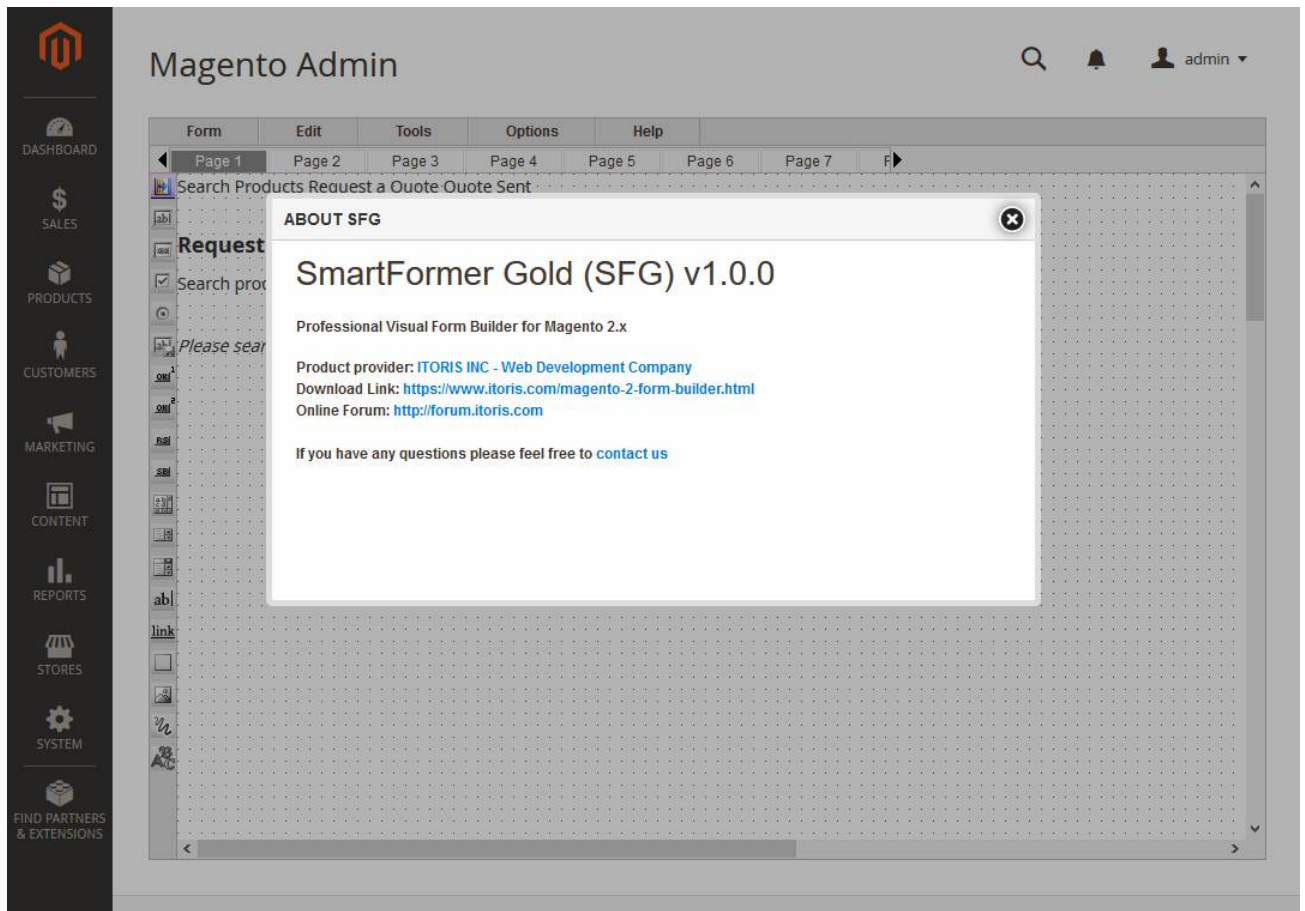 Magento Admin
admin
DASHBOARD
SALES
PRODUCTS
CUSTOMERS
MARKETING
CONTENT
REPORTS
STORES
SYSTEM
FIND PARTNERS
& EXTENSIONS
Form Edit Tools Options Help
Page 1 Page 2 Page 3 Page 4 Page 5 Page 6 Page 7
Search Products Request a Quote Quote Sent
Request
Search
Please
ab
link
ABOUT SFG
SmartFormer Gold (SFG) v1.0.0
Professional Visual Form Builder for Magento 2.x
Product provider: ITORIS INC - Web Development Company
Download Link: https://www.itoris.com/magento-2-form-builder.html
Online Forum: http://forum.itoris.com
If you have any questions please feel free to contact us